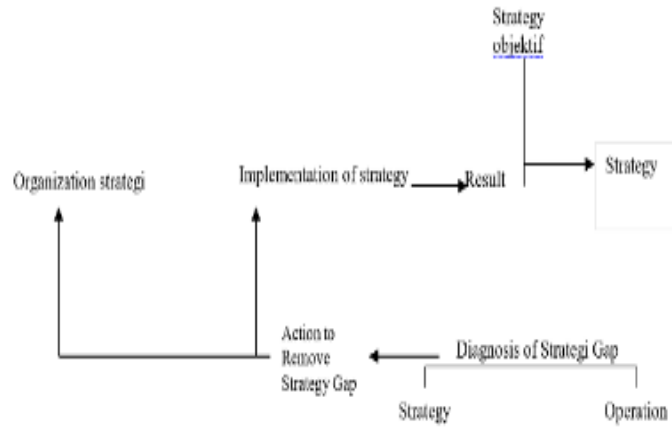 Strategy
objektif
Organization strategi
Implementation of strategy
Result
Strategy
Action to
Remove
Strategy Gap
Diagnosis of Strategi Gap
Strategy
Operation